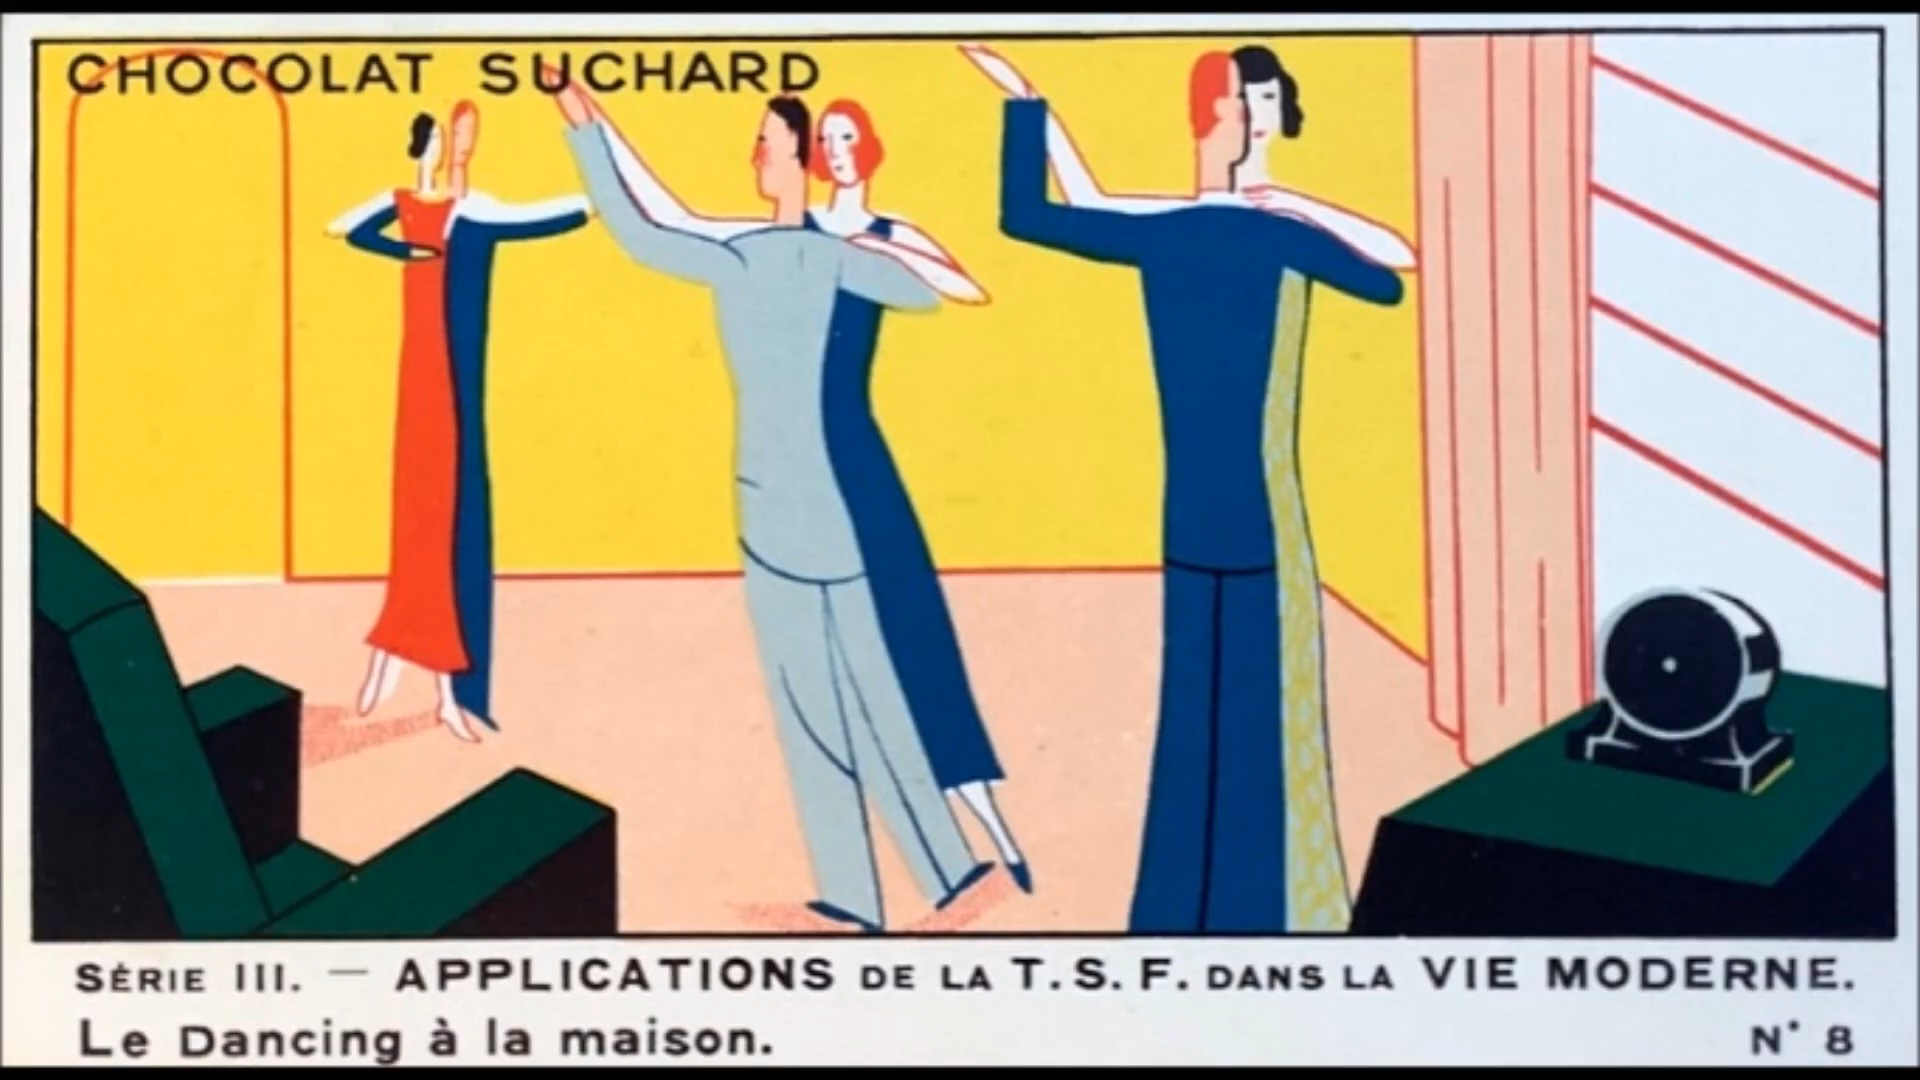 CHOCOLAT SUCHARD
SÉRIE III. — APPLICATIONS DE LA T.S.F. DANS LA VIE MODERNE.
Le Dancing à la maison.
N° 8